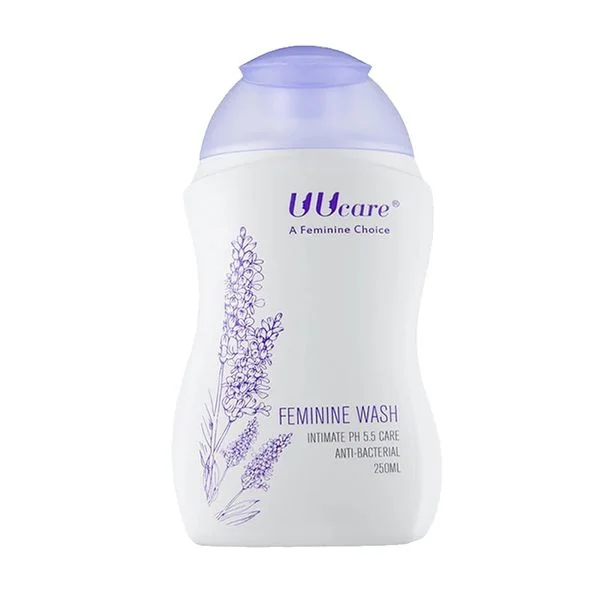 UUcare®
A Feminine Choice
FEMININE WASH
INTIMATE PH 5.5 CARE
ANTI-BACTERIAL
250ML